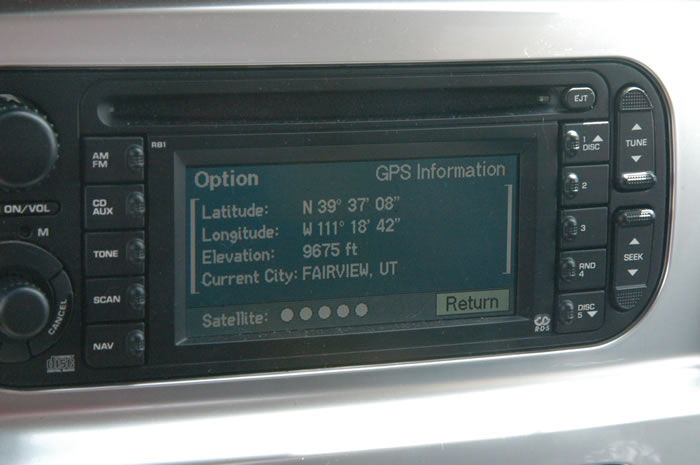 EJT
RB1
AM
FM
CD
AUX
ON/VOL
M
TONE
SCAN
CANCEL
NAV
Option
GPS Information
Latitude: N 39° 37' 08"
Longitude: W 111° 18' 42"
Elevation: 9675 ft
Current City: FAIRVIEW, UT
Satellite:
Return
1 DISC
2
3
RND
4
DISC
5
TUNE
SEEK